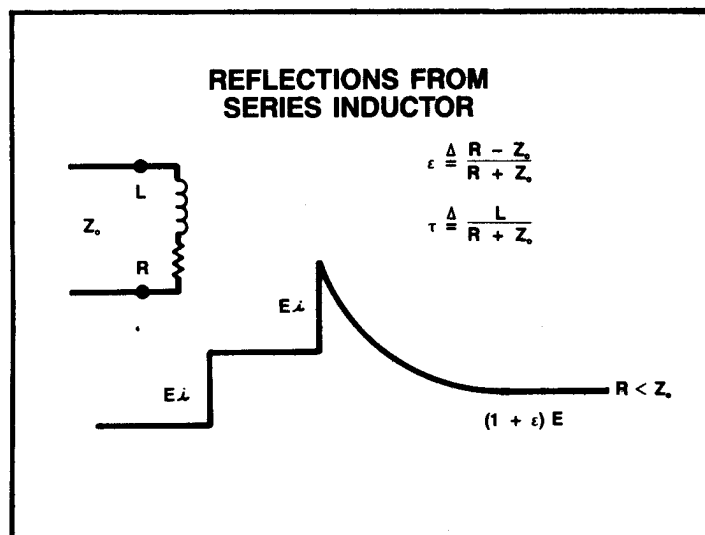 REFLECTIONS FROM
SERIES INDUCTOR
L
Z₀
R
ε ≜ R − Z₀ / R + Z₀
τ ≜ L / R + Z₀
Ei
Ei
R < Z₀
(1 + ε) E